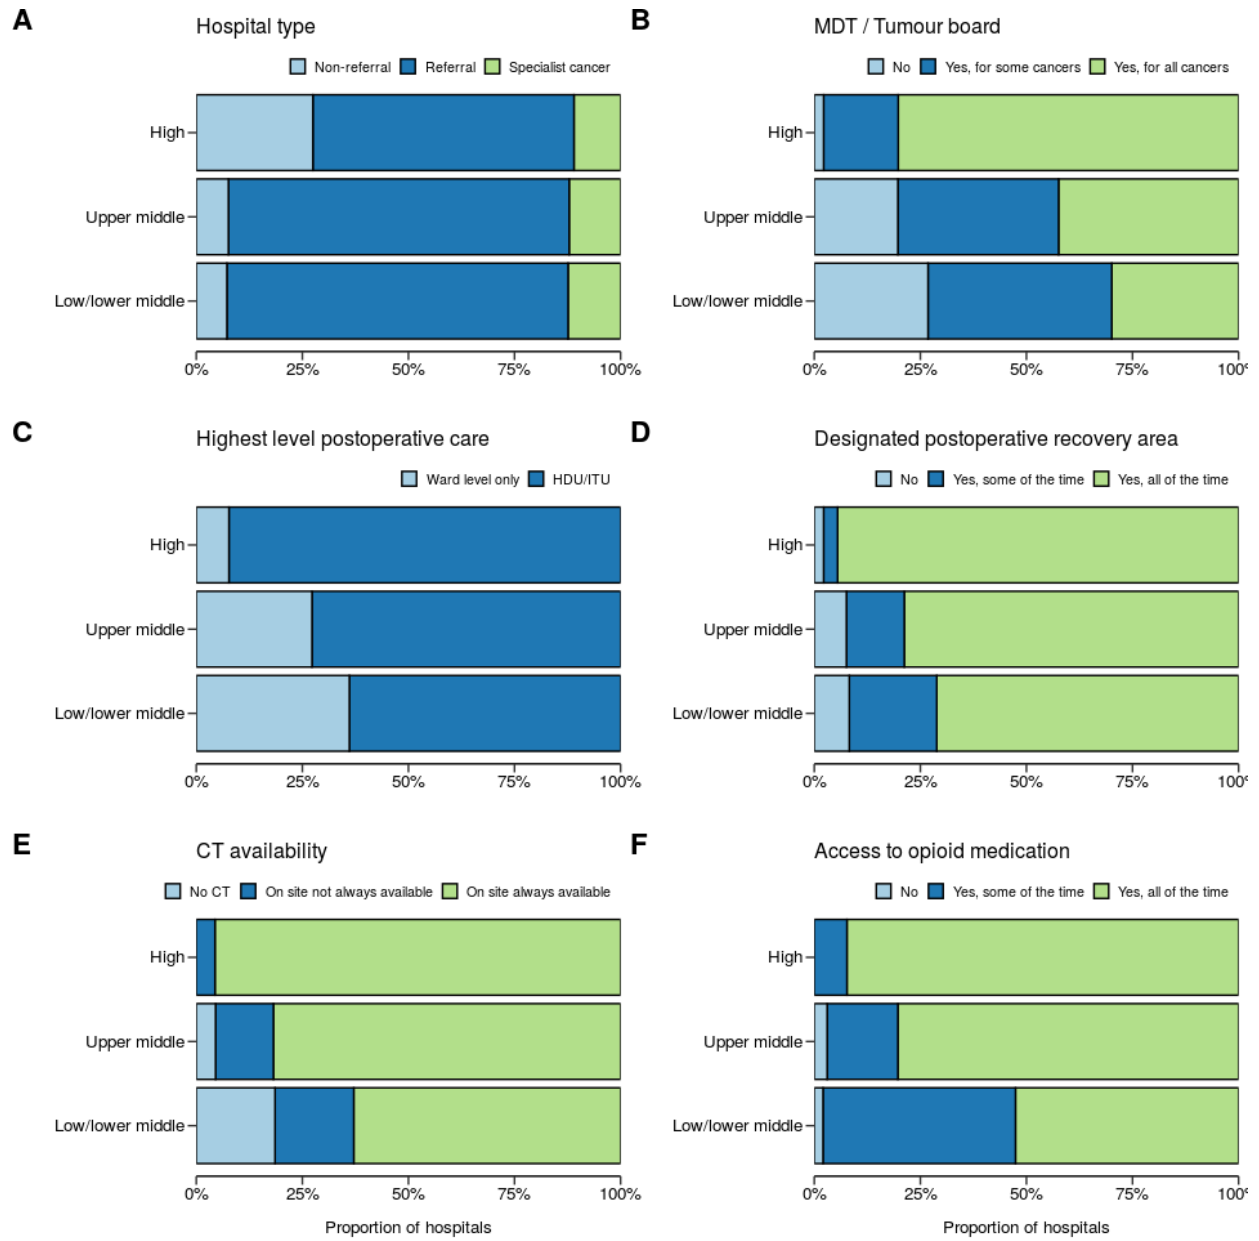 A
Hospital type
Non-referral Referral Specialist cancer
High
Upper middle
Low/lower middle
0% 25% 50% 75% 100%
B
MDT / Tumour board
No Yes, for some cancers Yes, for all cancers
High
Upper middle
Low/lower middle
0% 25% 50% 75% 100%
C
Highest level postoperative care
Ward level only HDU/ITU
High
Upper middle
Low/lower middle
0% 25% 50% 75% 100%
D
Designated postoperative recovery area
No Yes, some of the time Yes, all of the time
High
Upper middle
Low/lower middle
0% 25% 50% 75% 100%
E
CT availability
No CT On site not always available On site always available
High
Upper middle
Low/lower middle
0% 25% 50% 75% 100%
Proportion of hospitals
F
Access to opioid medication
No Yes, some of the time Yes, all of the time
High
Upper middle
Low/lower middle
0% 25% 50% 75% 100%
Proportion of hospitals